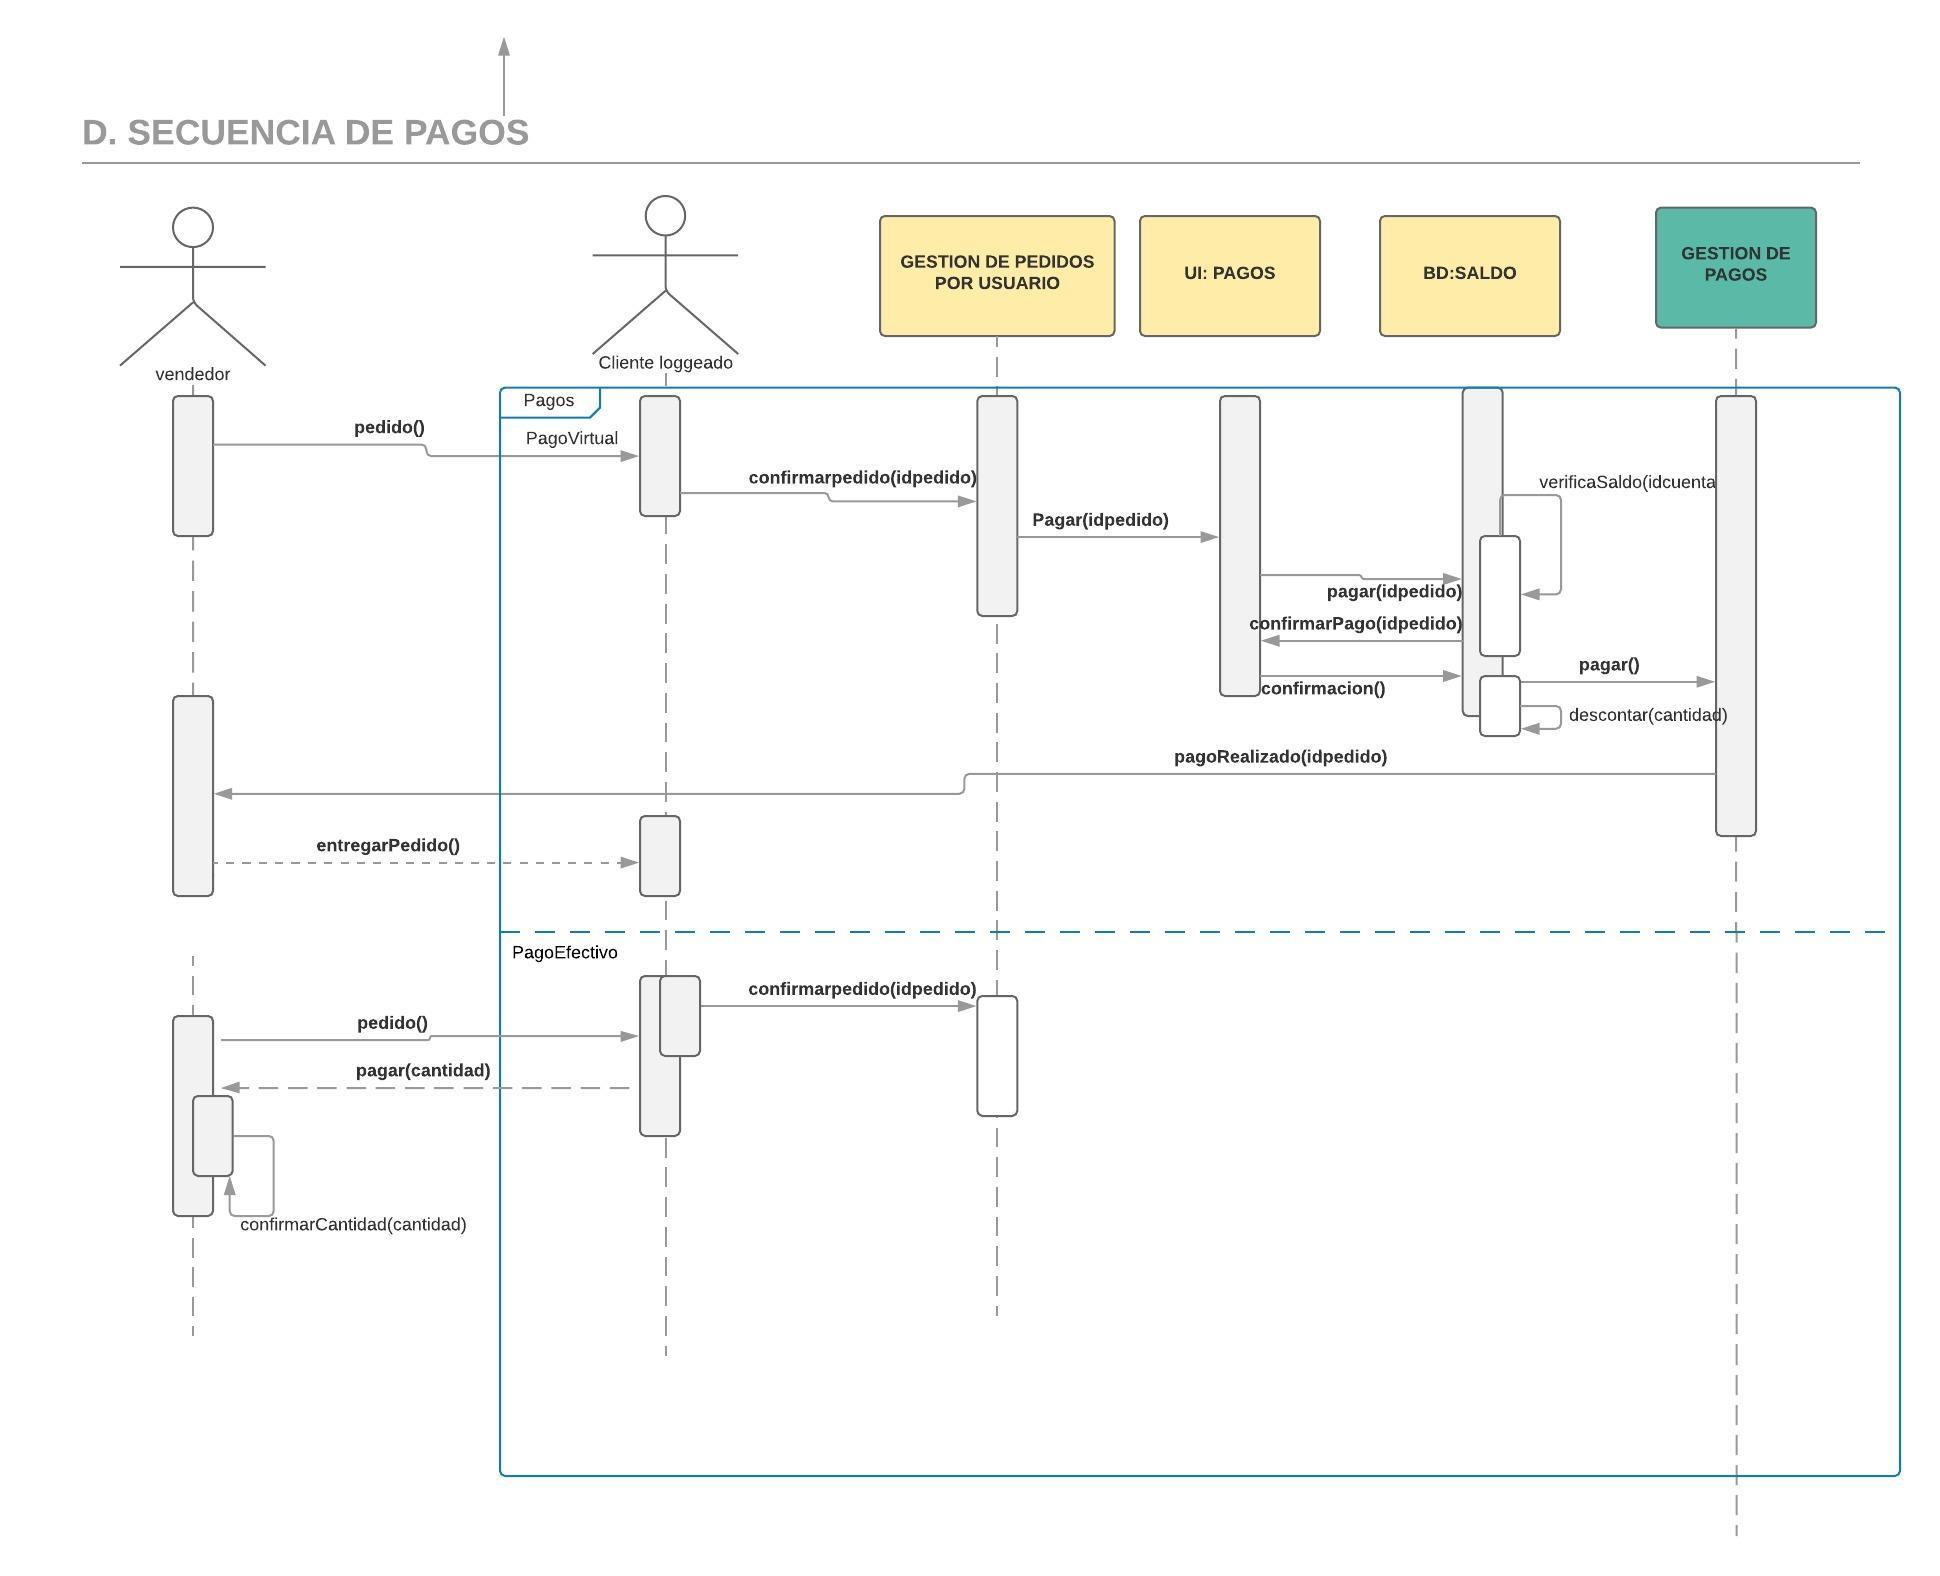 D. SECUENCIA DE PAGOS
vendedor
Cliente loggeado
GESTION DE PEDIDOS
POR USUARIO
UI: PAGOS
BD:SALDO
GESTION DE
PAGOS
Pagos
pedido()
PagoVirtual
confirmarpedido(idpedido)
verificaSaldo(idcuenta
Pagar(idpedido)
pagar(idpedido)
confirmarPago(idpedido)
pagar()
confirmacion()
descontar(cantidad)
pagoRealizado(idpedido)
entregarPedido()
PagoEfectivo
confirmarpedido(idpedido)
pedido()
pagar(cantidad)
confirmarCantidad(cantidad)